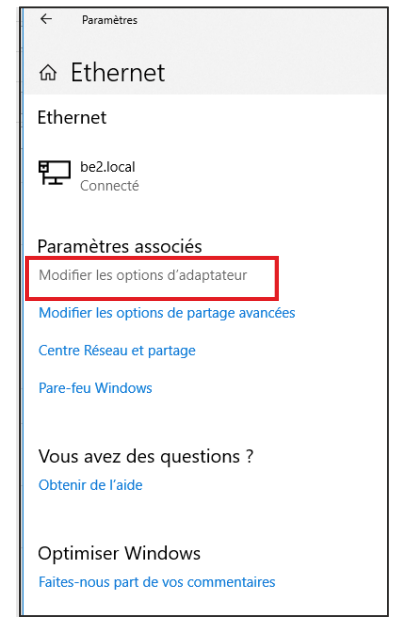 Paramètres
Ethernet
Ethernet
be2.local
Connecté
Paramètres associés
Modifier les options d’adaptateur
Modifier les options de partage avancées
Centre Réseau et partage
Pare-feu Windows
Vous avez des questions ?
Obtenir de l’aide
Optimiser Windows
Faites-nous part de vos commentaires